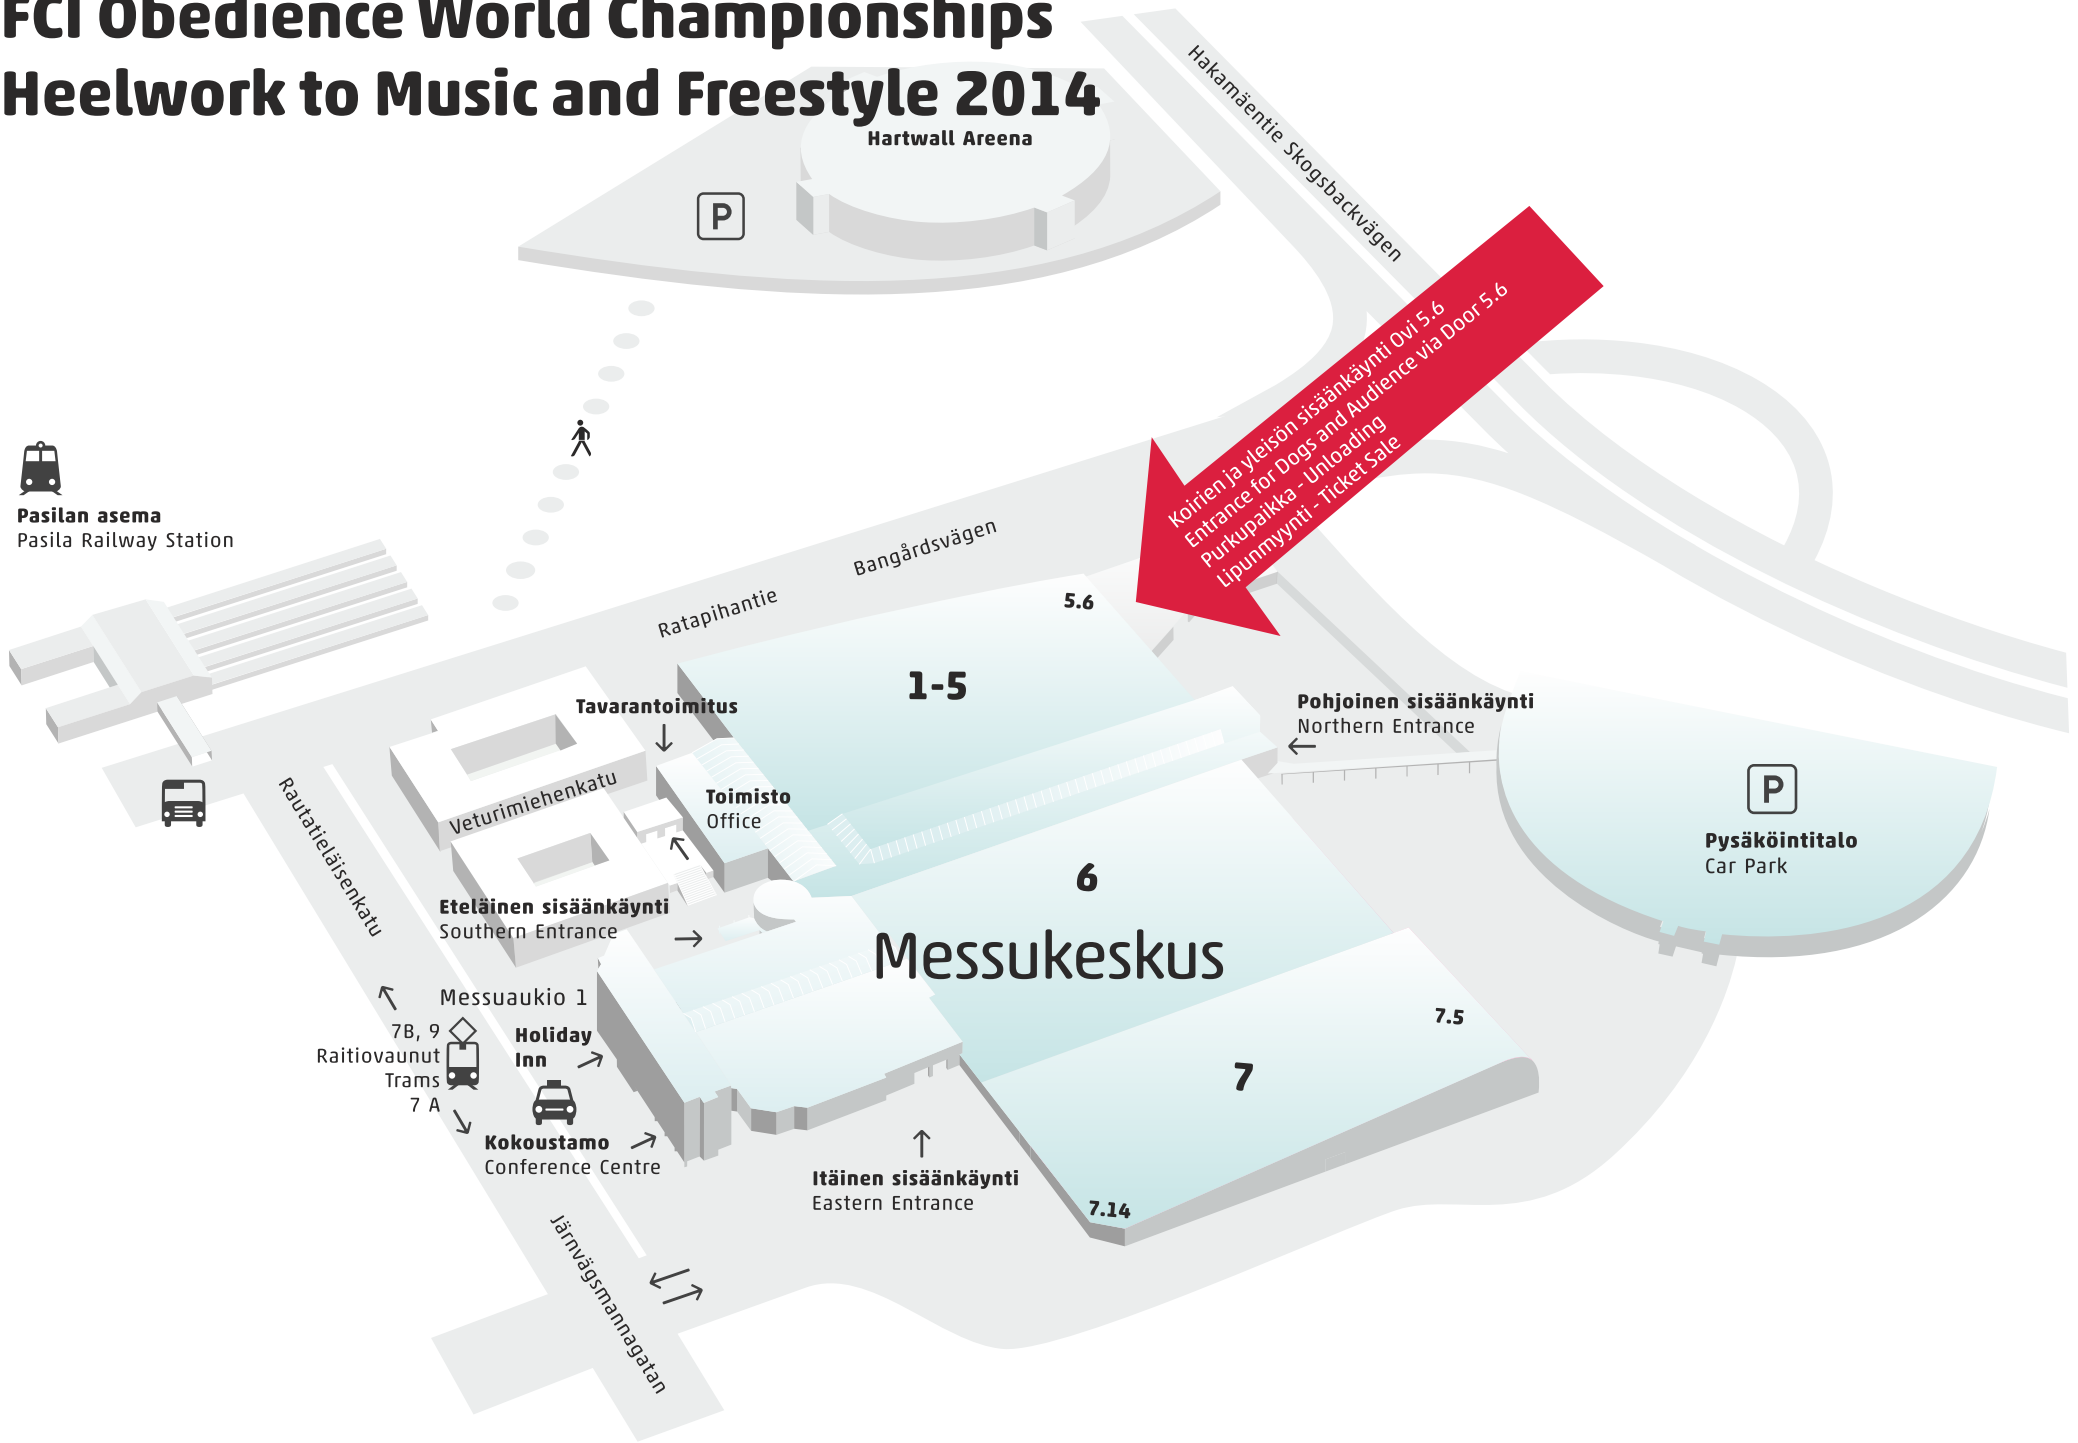 FCI Obedience World Championships
Heelwork to Music and Freestyle 2014
Hartwall Areena
P
Hakamäentie Skogsbackvägen
Koirien ja yleisön sisäänkäynti Ovi 5.6
Entrance for Dogs and Audience via Door 5.6
Purkupaikka - Unloading
Lipunmyynti - Ticket Sale
Pasilan asema
Pasila Railway Station
Ratapihantie
Bangårdsvägen
5.6
1-5
Tavarantoimitus
Pohjoinen sisäänkäynti
Northern Entrance
Veturimiehenkatu
Toimisto
Office
P
Pysäköintitalo
Car Park
Rautatieläisenkatu
6
Eteläinen sisäänkäynti
Southern Entrance
Messukeskus
Messuaukio 1
7B, 9
Raitiovaunut
Trams
7 A
Holiday
Inn
7.5
7
Kokoustamo
Conference Centre
Itäinen sisäänkäynti
Eastern Entrance
7.14
Järnvägsmannagatan